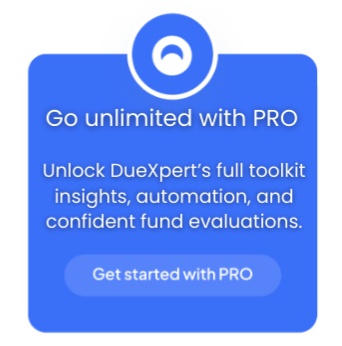 Go unlimited with PRO
Unlock DueXpert's full toolkit
insights, automation, and
confident fund evaluations.
Get started with PRO